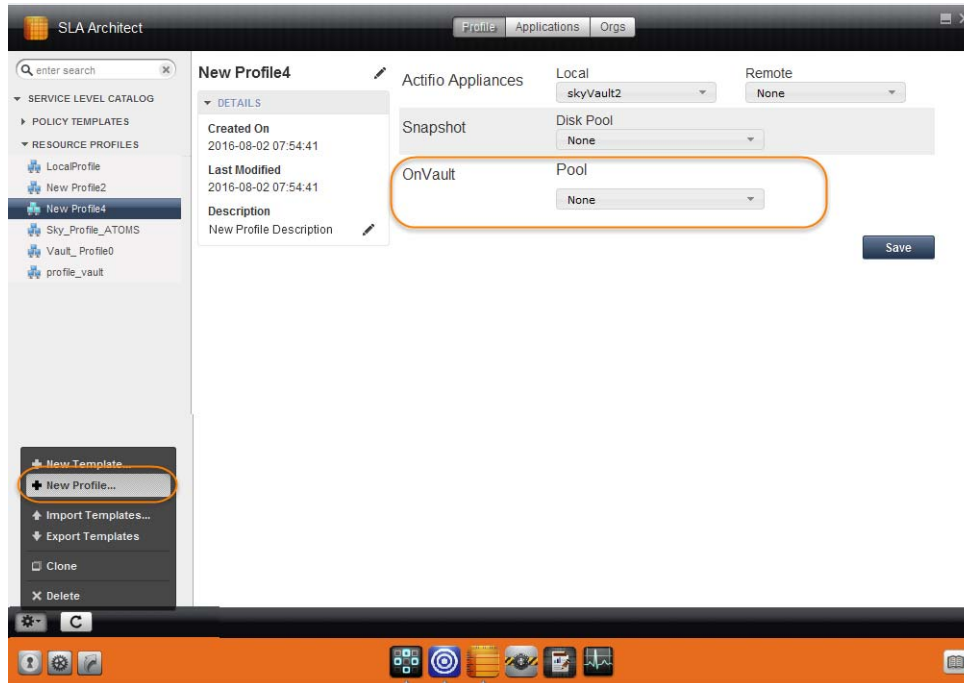 SLA Architect
Profile Applications Orgs
enter search
SERVICE LEVEL CATALOG
POLICY TEMPLATES
RESOURCE PROFILES
LocalProfile
New Profile2
New Profile4
Sky_Profile_ATOMS
Vault_ Profile0
profile_vault
New Template...
New Profile...
Import Templates...
Export Templates
Clone
Delete
New Profile4
DETAILS
Created On
2016-08-02 07:54:41
Last Modified
2016-08-02 07:54:41
Description
New Profile Description
Actifio Appliances
Local
skyVault2
Remote
None
Snapshot
Disk Pool
None
OnVault
Pool
None
Save